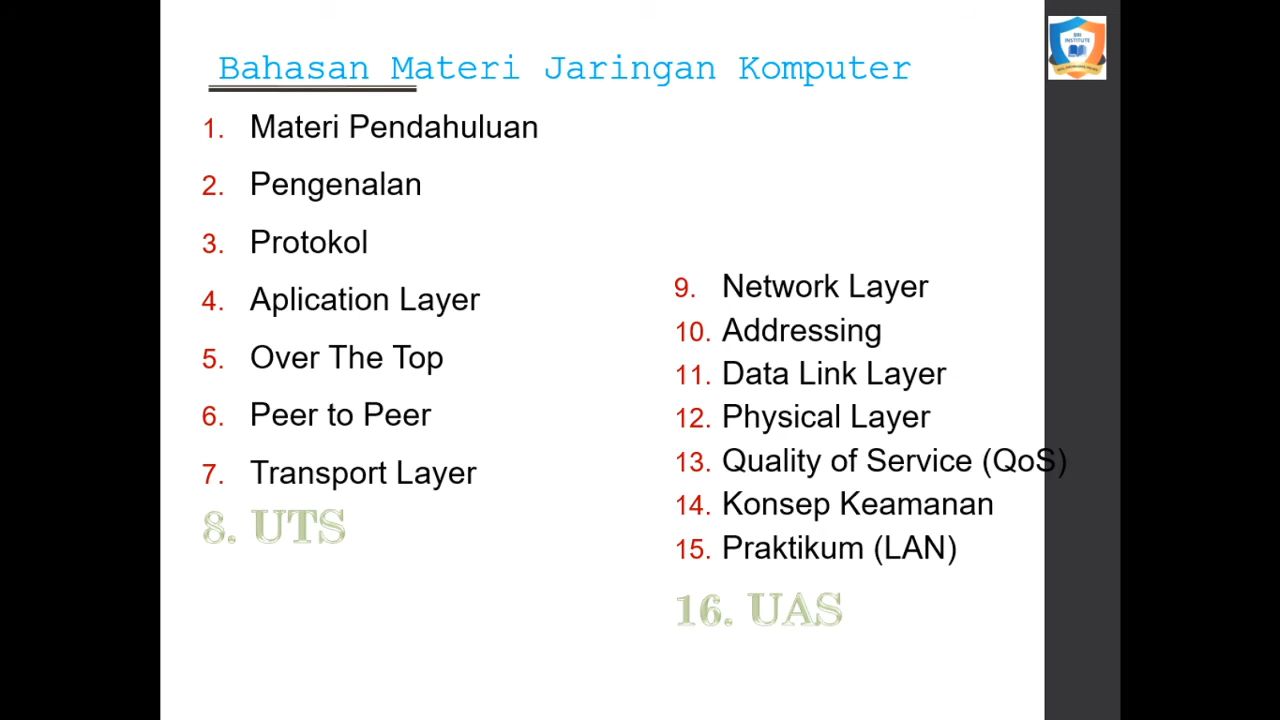 Bahasan Materi Jaringan Komputer
1. Materi Pendahuluan
2. Pengenalan
3. Protokol
4. Aplication Layer
5. Over The Top
6. Peer to Peer
7. Transport Layer
8. UTS
9. Network Layer
10. Addressing
11. Data Link Layer
12. Physical Layer
13. Quality of Service (QoS)
14. Konsep Keamanan
15. Praktikum (LAN)
16. UAS
BRI
INSTITUTE